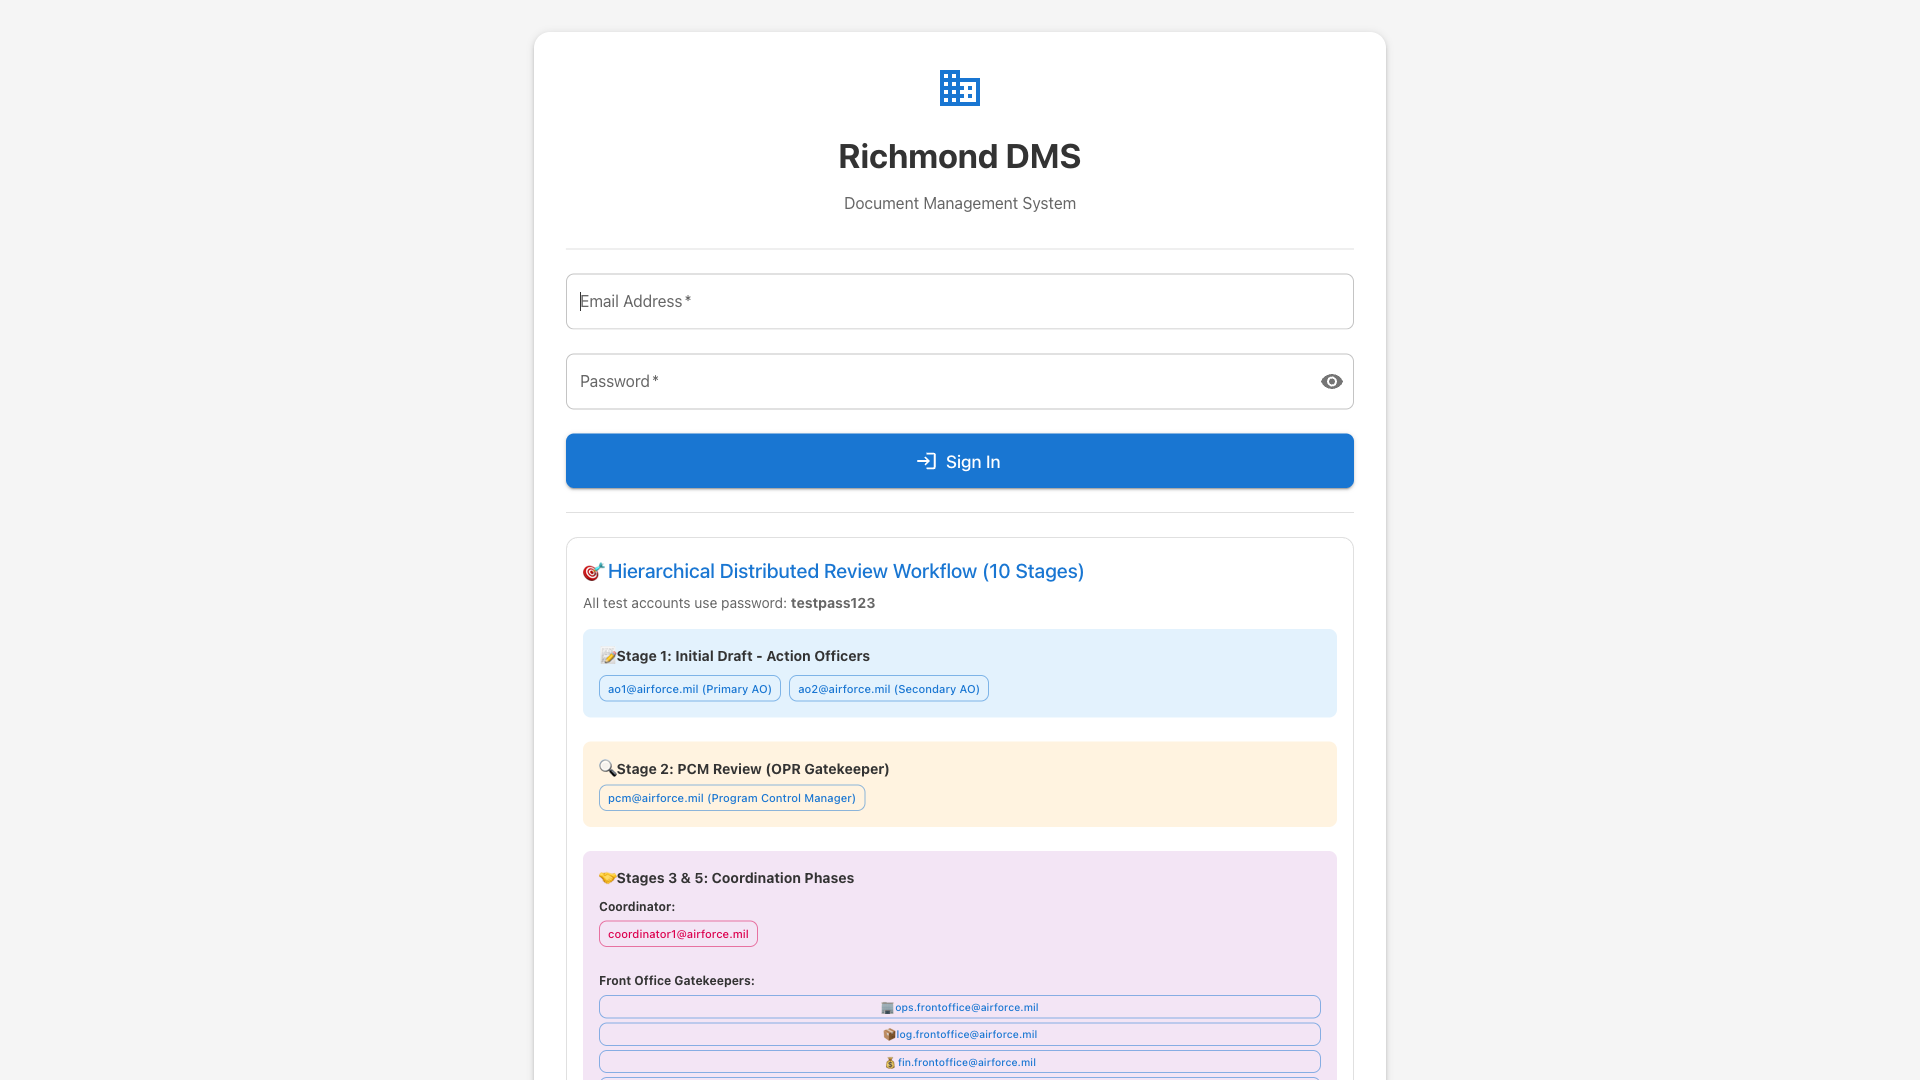 Richmond DMS
Document Management System
Email Address *
Password *
Sign In
Hierarchical Distributed Review Workflow (10 Stages)
All test accounts use password: testpass123
Stage 1: Initial Draft - Action Officers
ao1@airforce.mil (Primary AO) ao2@airforce.mil (Secondary AO)
Stage 2: PCM Review (OPR Gatekeeper)
pcm@airforce.mil (Program Control Manager)
Stages 3 & 5: Coordination Phases
Coordinator:
coordinator1@airforce.mil
Front Office Gatekeepers:
ops.frontoffice@airforce.mil
log.frontoffice@airforce.mil
fin.frontoffice@airforce.mil